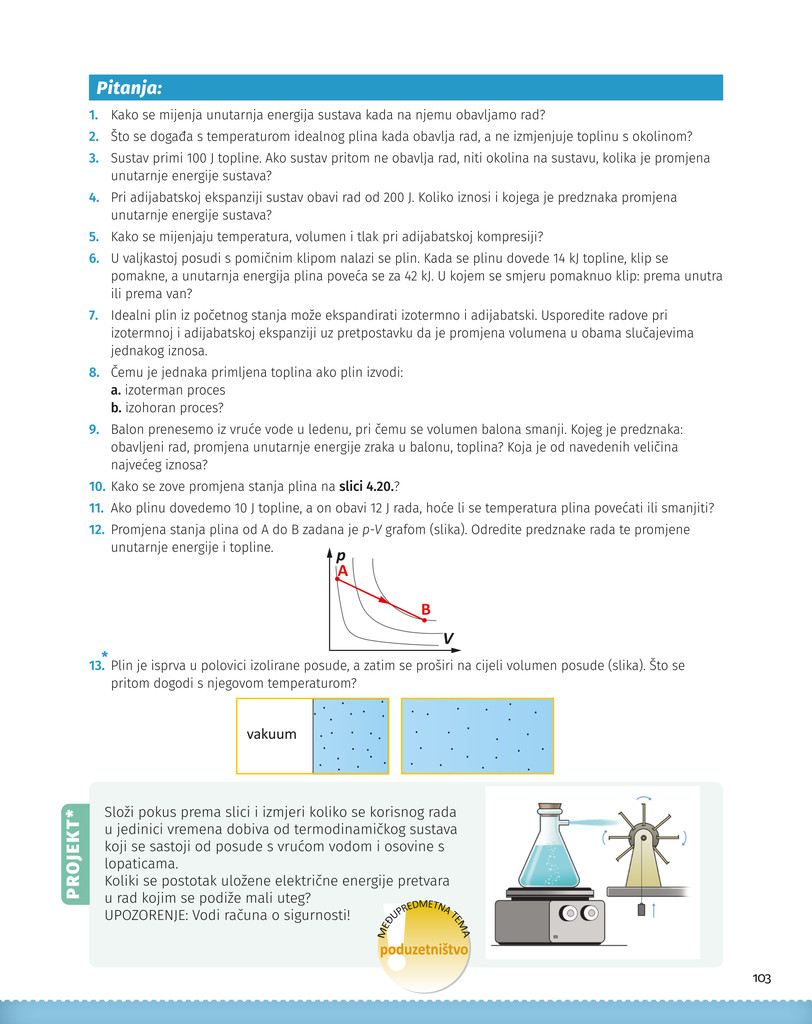 Pitanja:
1. Kako se mijenja unutarnja energija sustava kada na njemu obavljamo rad?
2. Što se događa s temperaturom idealnog plina kada obavlja rad, a ne izmjenjuje toplinu s okolinom?
3. Sustav primi 100 J topline. Ako sustav pritom ne obavlja rad, niti okolina na sustavu, kolika je promjena
unutarnje energije sustava?
4. Pri adijabatskoj ekspanziji sustav obavi rad od 200 J. Koliko iznosi i kojega je predznaka promjena
unutarnje energije sustava?
5. Kako se mijenjaju temperatura, volumen i tlak pri adijabatskoj kompresiji?
6. U valjkastoj posudi s pomičnim klipom nalazi se plin. Kada se plinu dovede 14 kJ topline, klip se
pomakne, a unutarnja energija plina poveća se za 42 kJ. U kojem se smjeru pomaknuo klip: prema unutra
ili prema van?
7. Idealni plin iz početnog stanja može ekspandirati izotermno i adijabatski. Usporedite radove pri
izotermnoj i adijabatskoj ekspanziji uz pretpostavku da je promjena volumena u obama slučajevima
jednakog iznosa.
8. Čemu je jednaka primljena toplina ako plin izvodi:
a. izoterman proces
b. izohoran proces?
9. Balon prenesemo iz vruće vode u ledenu, pri čemu se volumen balona smanji. Kojeg je predznaka:
obavljeni rad, promjena unutarnje energije zraka u balonu, toplina? Koja je od navedenih veličina
najvećeg iznosa?
10. Kako se zove promjena stanja plina na slici 4.20.?
11. Ako plinu dovedemo 10 J topline, a on obavi 12 J rada, hoće li se temperatura plina povećati ili smanjiti?
12. Promjena stanja plina od A do B zadana je p-V grafom (slika). Odredite predznake rada te promjene
unutarnje energije i topline.
p
A
B
V
13.* Plin je isprva u polovici izolirane posude, a zatim se proširi na cijeli volumen posude (slika). Što se
pritom dogodi s njegovom temperaturom?
vakuum
PROJEKT*
Složi pokus prema slici i izmjeri koliko se korisnog rada
u jedinici vremena dobiva od termodinamičkog sustava
koji se sastoji od posude s vrućom vodom i osovine s
lopaticama.
Koliki se postotak uložene električne energije pretvara
u rad kojim se podiže mali uteg?
UPOZORENJE: Vodi računa o sigurnosti!
MEĐUPREDMETNA TEMA
poduzetništvo
103